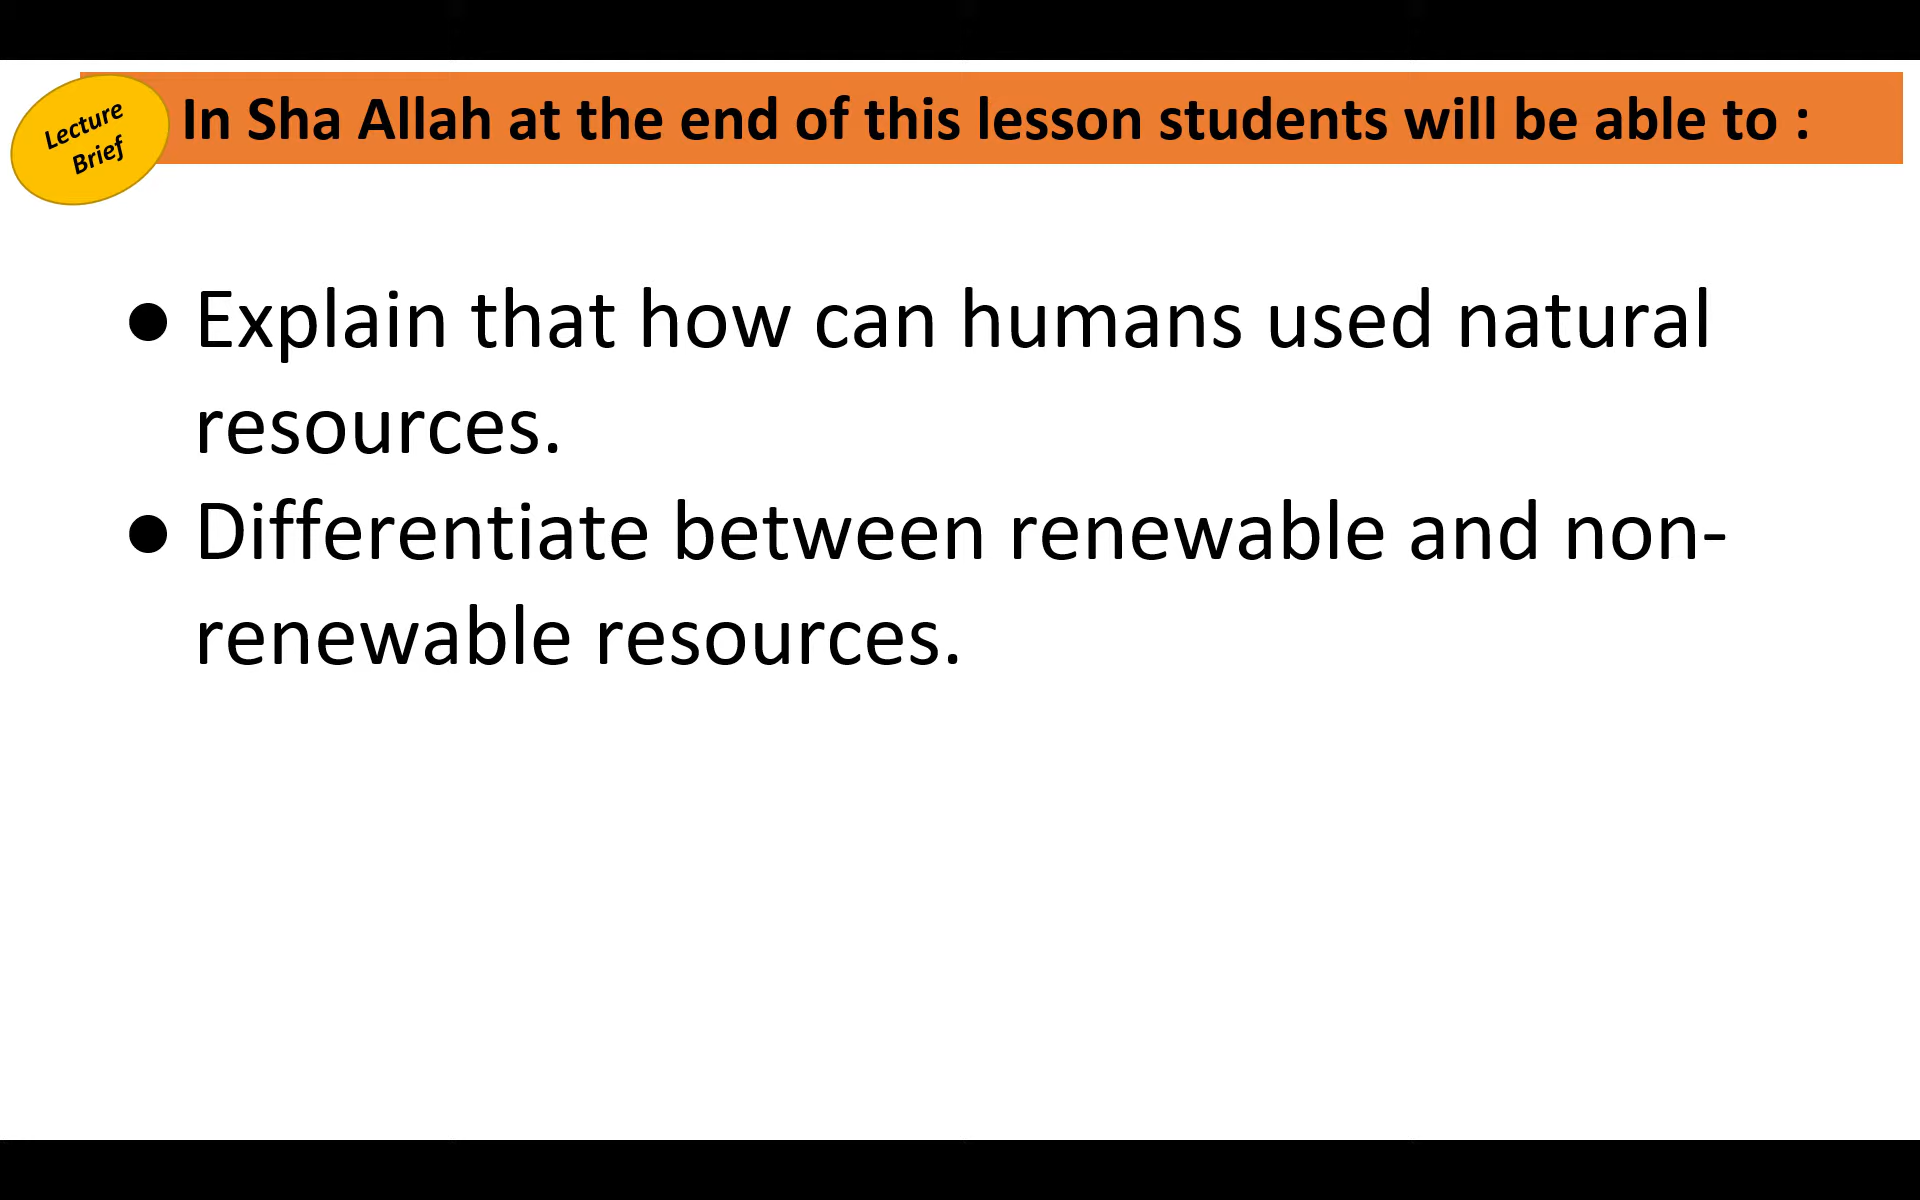 Lecture
Brief
In Sha Allah at the end of this lesson students will be able to :
● Explain that how can humans used natural
resources.
● Differentiate between renewable and non-
renewable resources.